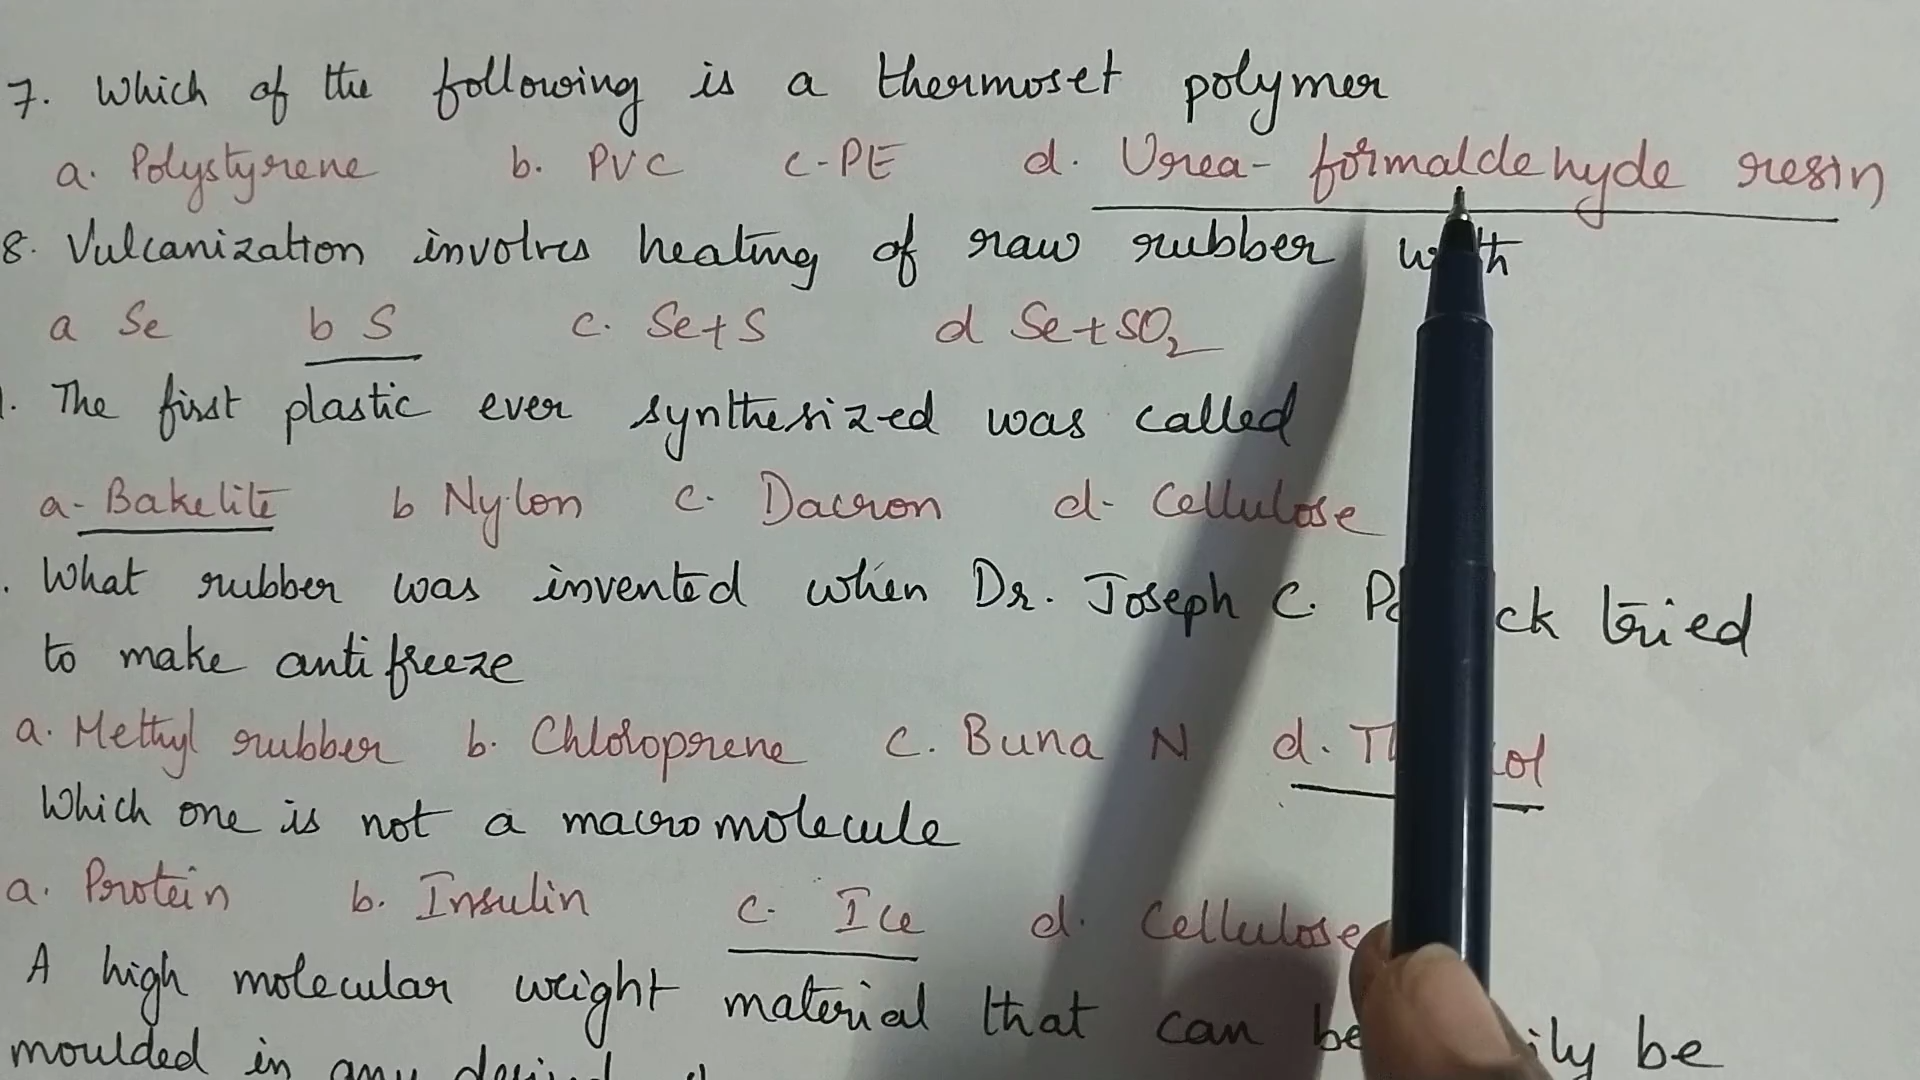 7. Which of the following is a thermoset polymer
a. Polystyrene b. PVC c-PE d. Urea-formaldehyde resin
8. Vulcanization involves heating of raw rubber with
a Se b S c. Se+S d Se+SO2
. The first plastic ever synthesized was called
a- Bakelite b Nylon c. Dacron d- Cellulose
. What rubber was invented when Dr. Joseph C. tried
to make antifreeze
a. Methyl rubber b. Chloroprene c. Buna N d.
Which one is not a macromolecule
a. Protein b. Insulin c. Ice d. Cellulose
A high molecular weight material that can be be
moulded in any